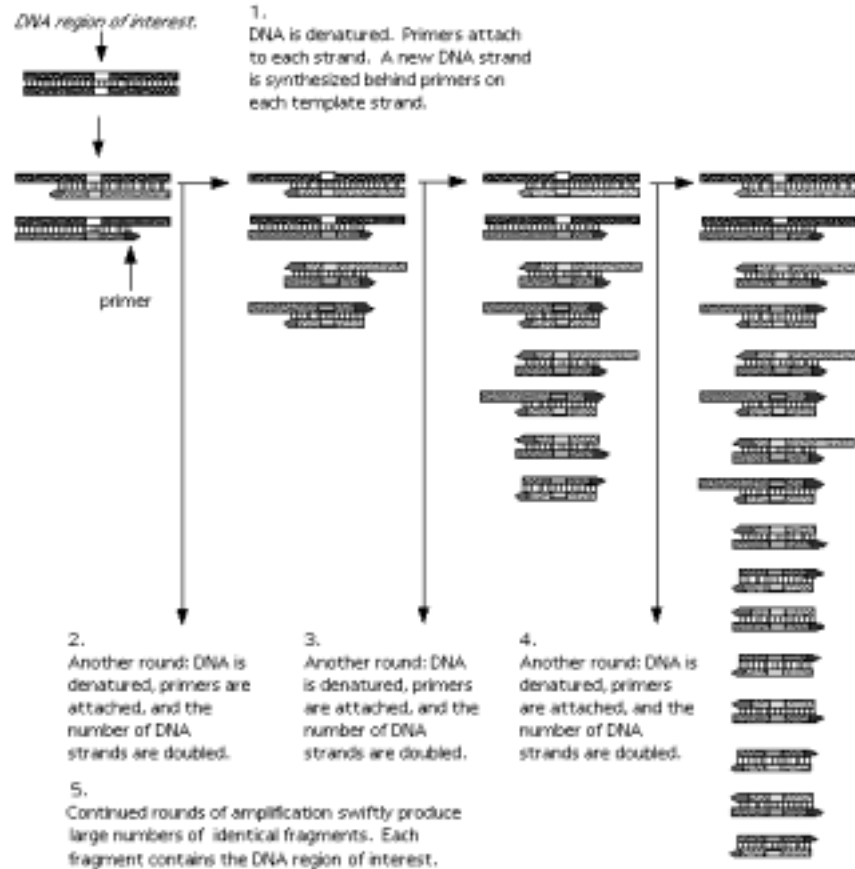 DNA region of interest.
1.
DNA is denatured. Primers attach
to each strand. A new DNA strand
is synthesized behind primers on
each template strand.
primer
2.
Another round: DNA is
denatured, primers are
attached, and the
number of DNA
strands are doubled.
3.
Another round: DNA
is denatured, primers
are attached, and the
number of DNA
strands are doubled.
4.
Another round: DNA is
denatured, primers
are attached, and the
number of DNA
strands are doubled.
5.
Continued rounds of amplification swiftly produce
large numbers of identical fragments. Each
fragment contains the DNA region of interest.